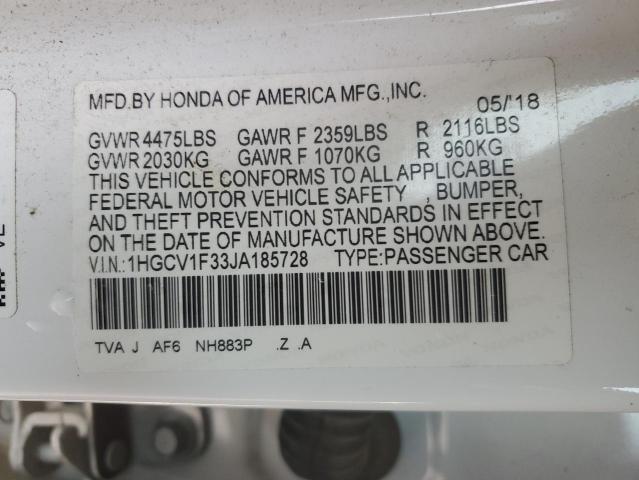 MFD.BY HONDA OF AMERICA MFG.,INC. 05/'18
GVWR 4475LBS GAWR F 2359LBS R 2116LBS
GVWR 2030KG GAWR F 1070KG R 960KG
THIS VEHICLE CONFORMS TO ALL APPLICABLE
FEDERAL MOTOR VEHICLE SAFETY , BUMPER,
AND THEFT PREVENTION STANDARDS IN EFFECT
ON THE DATE OF MANUFACTURE SHOWN ABOVE.
V.I.N.:1HGCV1F33JA185728 TYPE:PASSENGER CAR
TVA J AF6 NH883P .Z .A